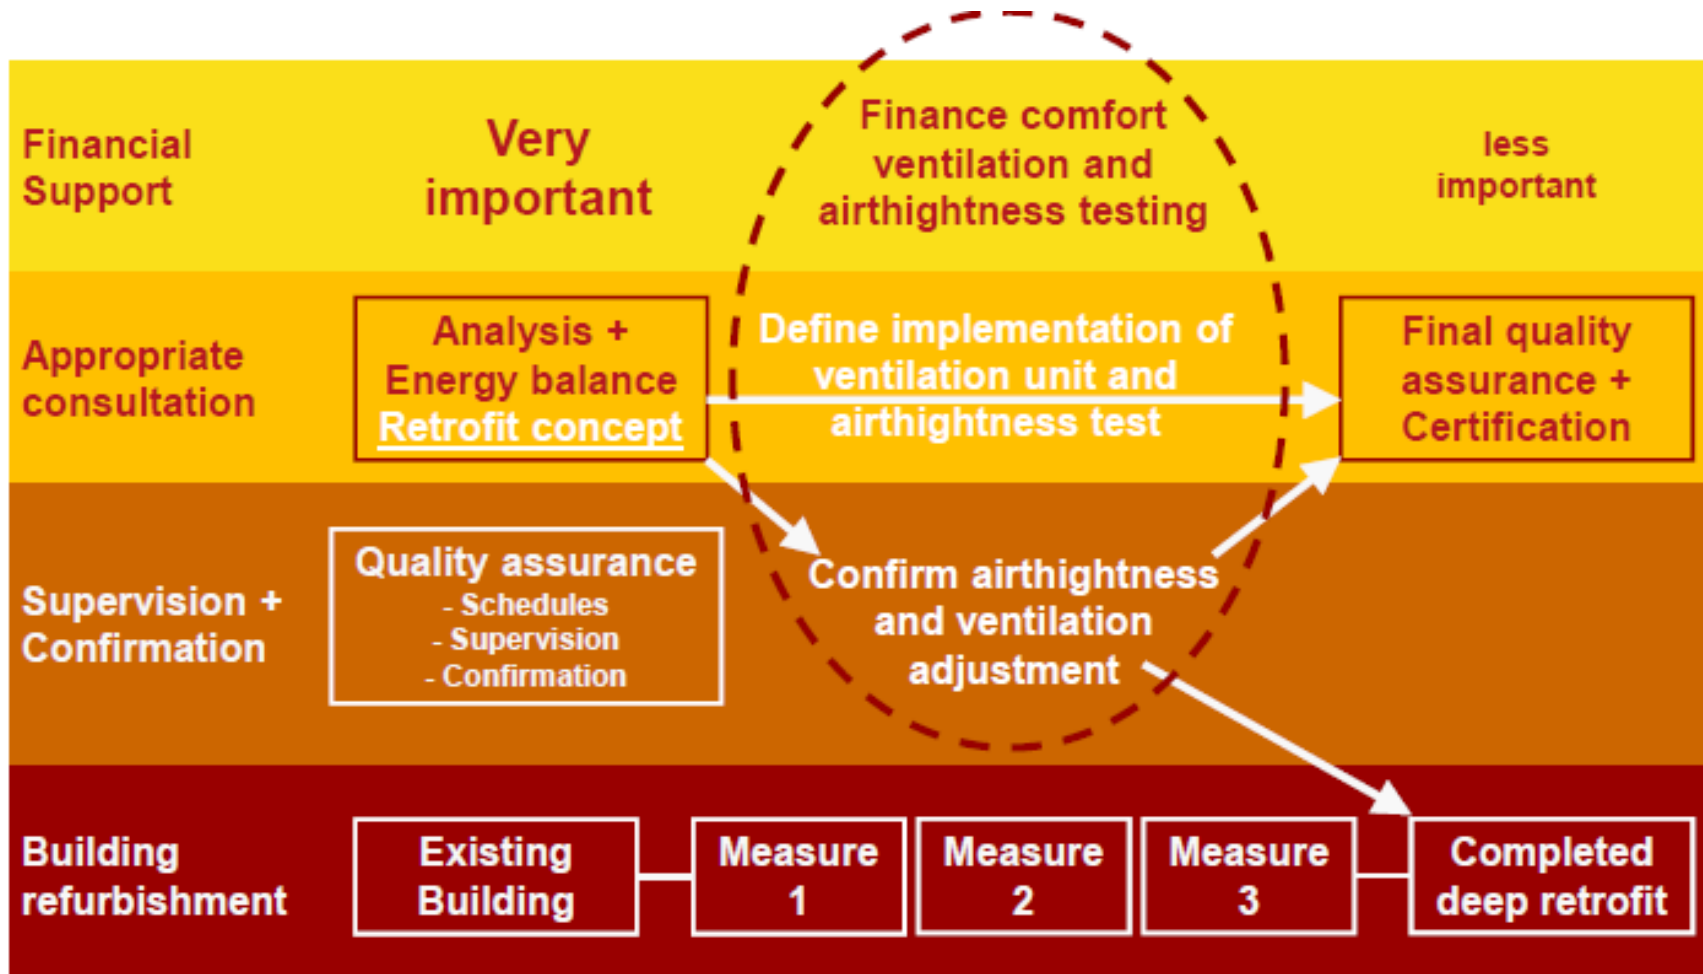 Financial
Support
Very
important
Finance comfort
ventilation and
airthightness testing
less
important
Appropriate
consultation
Analysis +
Energy balance
Retrofit concept
Define implementation of
ventilation unit and
airthightness test
Final quality
assurance +
Certification
Supervision +
Confirmation
Quality assurance
- Schedules
- Supervision
- Confirmation
Confirm airthightness
and ventilation
adjustment
Building
refurbishment
Existing
Building
Measure
1
Measure
2
Measure
3
Completed
deep retrofit